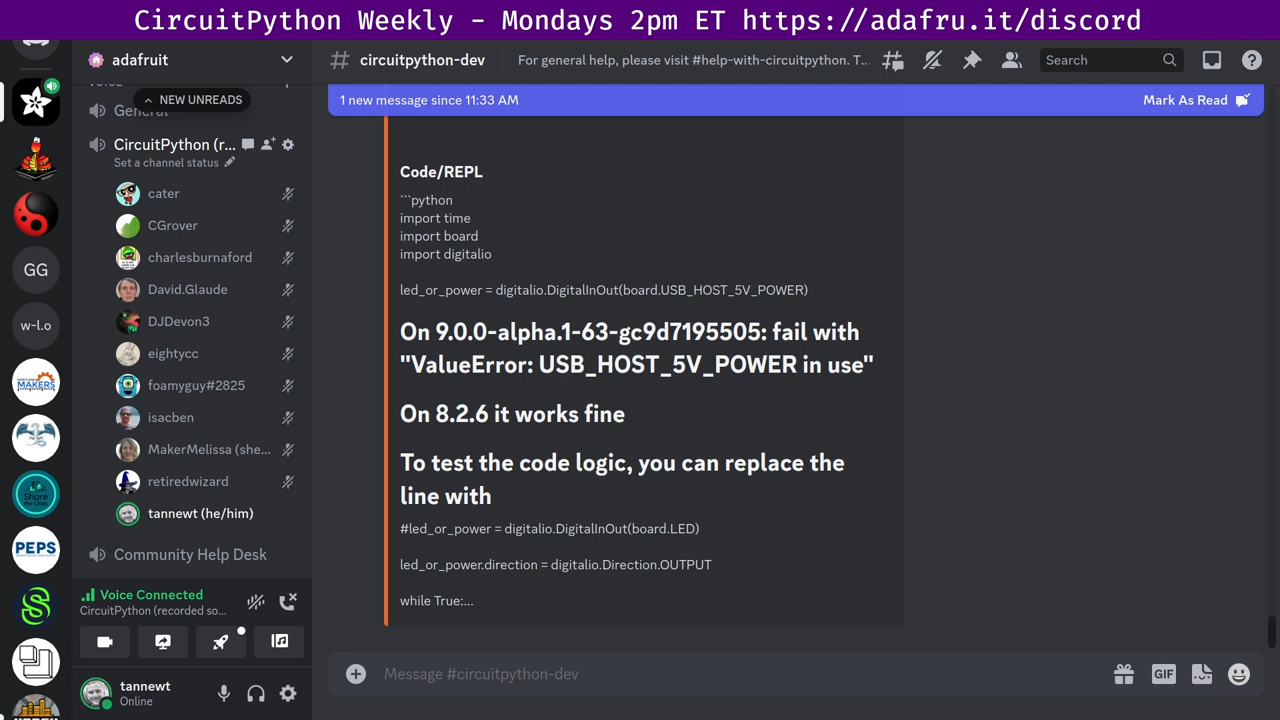 CircuitPython Weekly - Mondays 2pm ET https://adafru.it/discord
adafruit
NEW UNREADS
General
CircuitPython (r...
Set a channel status
cater
CGrover
charlesburnaford
David.Glaude
DJDevon3
eightycc
foamyguy#2825
isacben
MakerMelissa (she...
retiredwizard
tannewt (he/him)
Community Help Desk
Voice Connected
CircuitPython (recorded so...
tannewt
Online
GG
w-l.o
MAKERS
Share
the Cities
PEPS
# circuitpython-dev
For general help, please visit #help-with-circuitpython. T...
Search
1 new message since 11:33 AM
Mark As Read
Code/REPL
```python
import time
import board
import digitalio
led_or_power = digitalio.DigitalInOut(board.USB_HOST_5V_POWER)
On 9.0.0-alpha.1-63-gc9d7195505: fail with
"ValueError: USB_HOST_5V_POWER in use"
On 8.2.6 it works fine
To test the code logic, you can replace the
line with
#led_or_power = digitalio.DigitalInOut(board.LED)
led_or_power.direction = digitalio.Direction.OUTPUT
while True:...
Message #circuitpython-dev
GIF